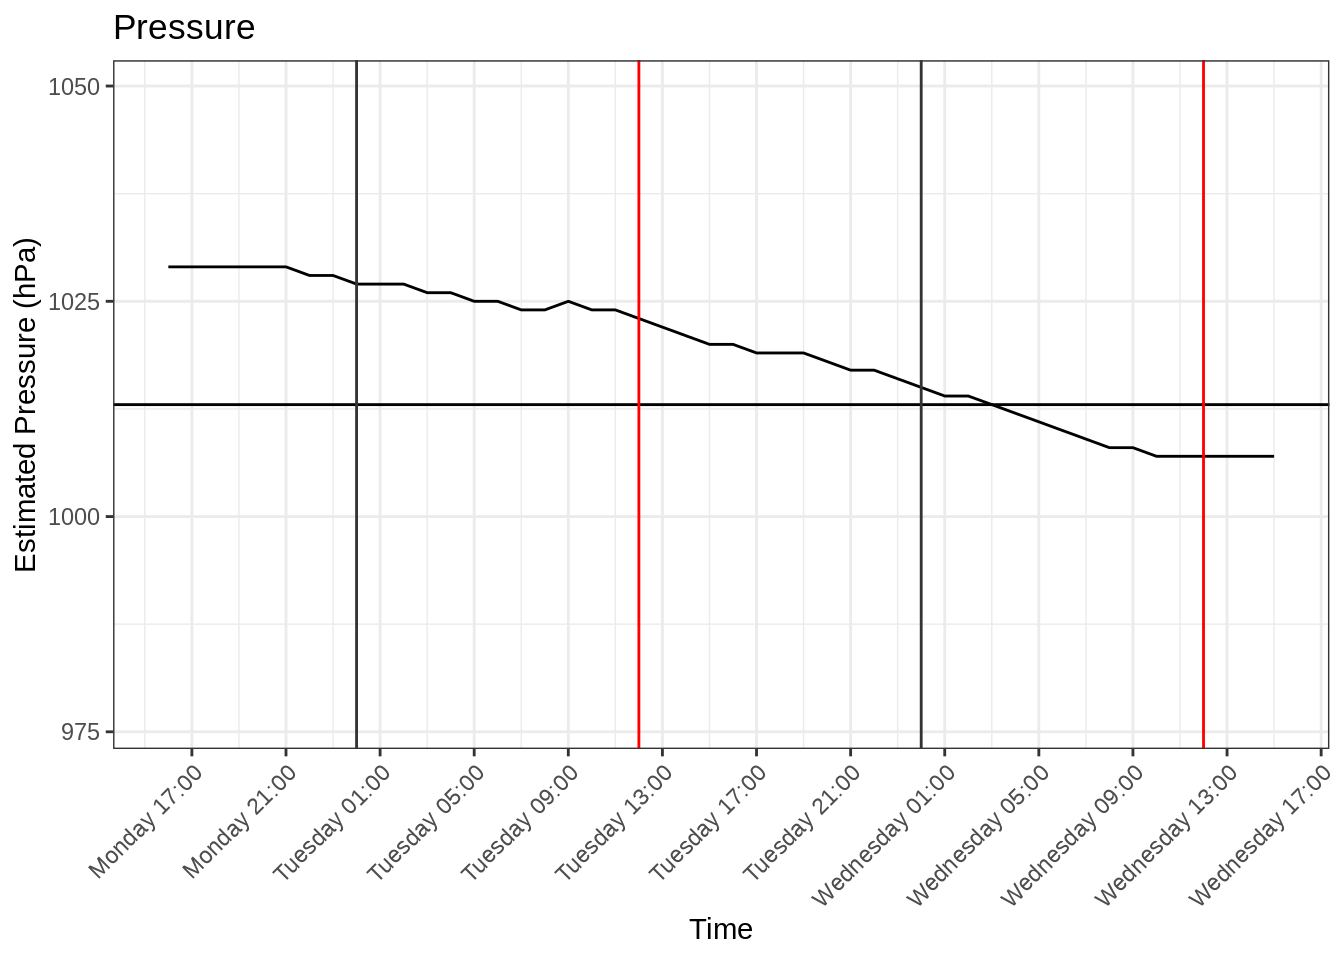 Pressure
Estimated Pressure (hPa)
1050
1025
1000
975
Monday 17:00
Monday 21:00
Tuesday 01:00
Tuesday 05:00
Tuesday 09:00
Tuesday 13:00
Tuesday 17:00
Tuesday 21:00
Wednesday 01:00
Wednesday 05:00
Wednesday 09:00
Wednesday 13:00
Wednesday 17:00
Time